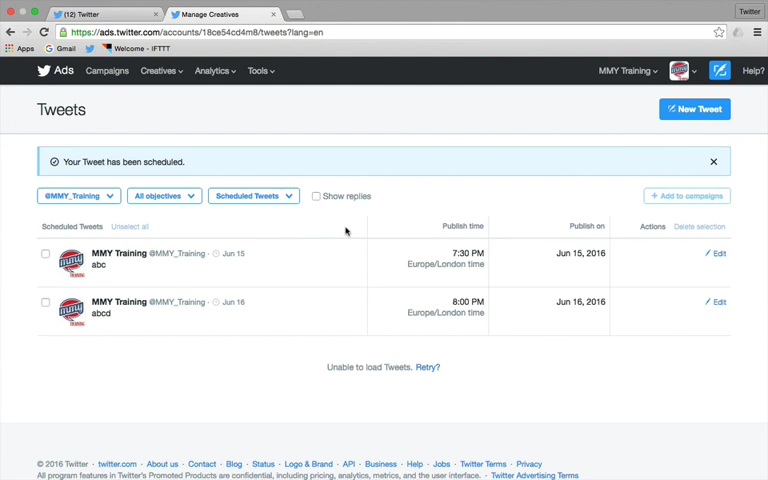 (12) Twitter
Manage Creatives
Twitter
https://ads.twitter.com/accounts/18ce54cd4m8/tweets?lang=en
Apps Gmail Welcome - IFTTT
Ads Campaigns Creatives Analytics Tools MMY Training Help?
Tweets
New Tweet
Your Tweet has been scheduled.
@MMY_Training All objectives Scheduled Tweets Show replies + Add to campaigns
Scheduled Tweets Unselect all Publish time Publish on Actions Delete selection
MMY Training @MMY_Training · Jun 15 7:30 PM Jun 15, 2016 Edit
abc Europe/London time
MMY Training @MMY_Training · Jun 16 8:00 PM Jun 16, 2016 Edit
abcd Europe/London time
Unable to load Tweets. Retry?
© 2016 Twitter · twitter.com · About us · Contact · Blog · Status · Logo & Brand · API · Business · Help · Jobs · Twitter Terms · Privacy
All program features in Twitter's Promoted Products are confidential, including pricing, analytics, metrics, and the user interface. · Twitter Advertising Terms